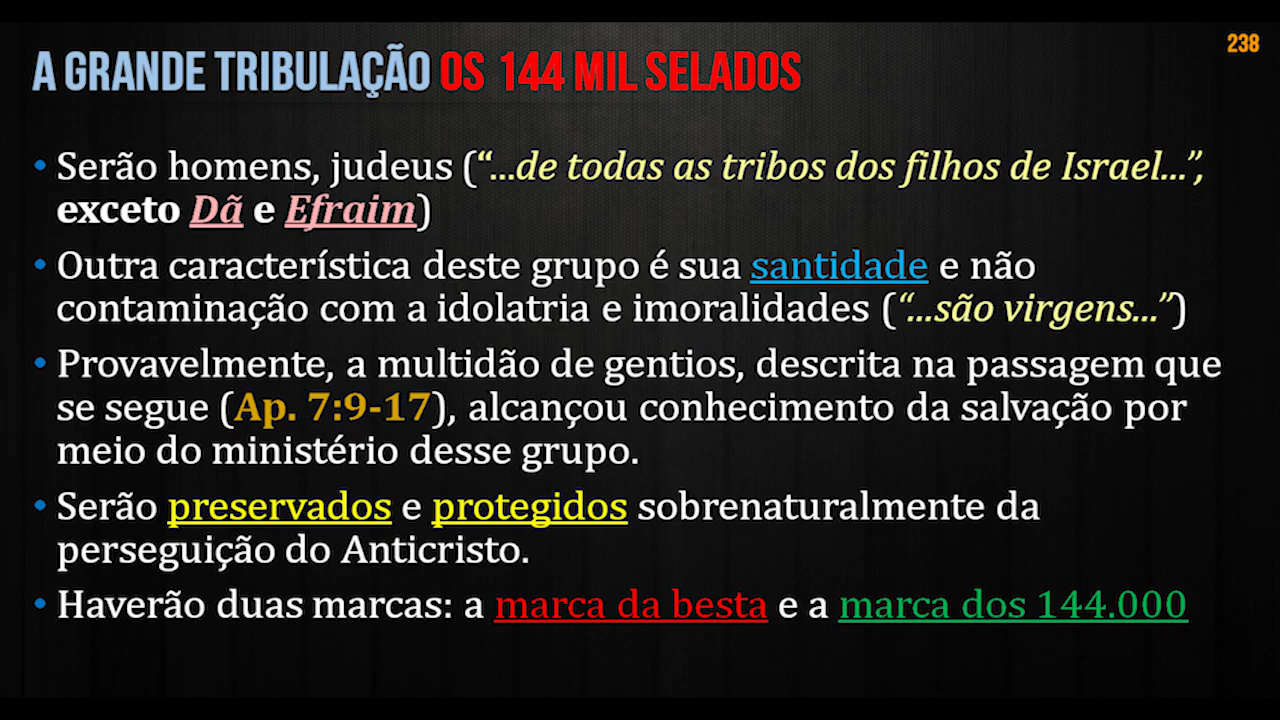 238
A GRANDE TRIBULAÇÃO OS 144 MIL SELADOS
• Serão homens, judeus (“...de todas as tribos dos filhos de Israel...”,
exceto Dã e Efraim)
• Outra característica deste grupo é sua santidade e não
contaminação com a idolatria e imoralidades (“...são virgens...”)
• Provavelmente, a multidão de gentios, descrita na passagem que
se segue (Ap. 7:9-17), alcançou conhecimento da salvação por
meio do ministério desse grupo.
• Serão preservados e protegidos sobrenaturalmente da
perseguição do Anticristo.
• Haverão duas marcas: a marca da besta e a marca dos 144.000